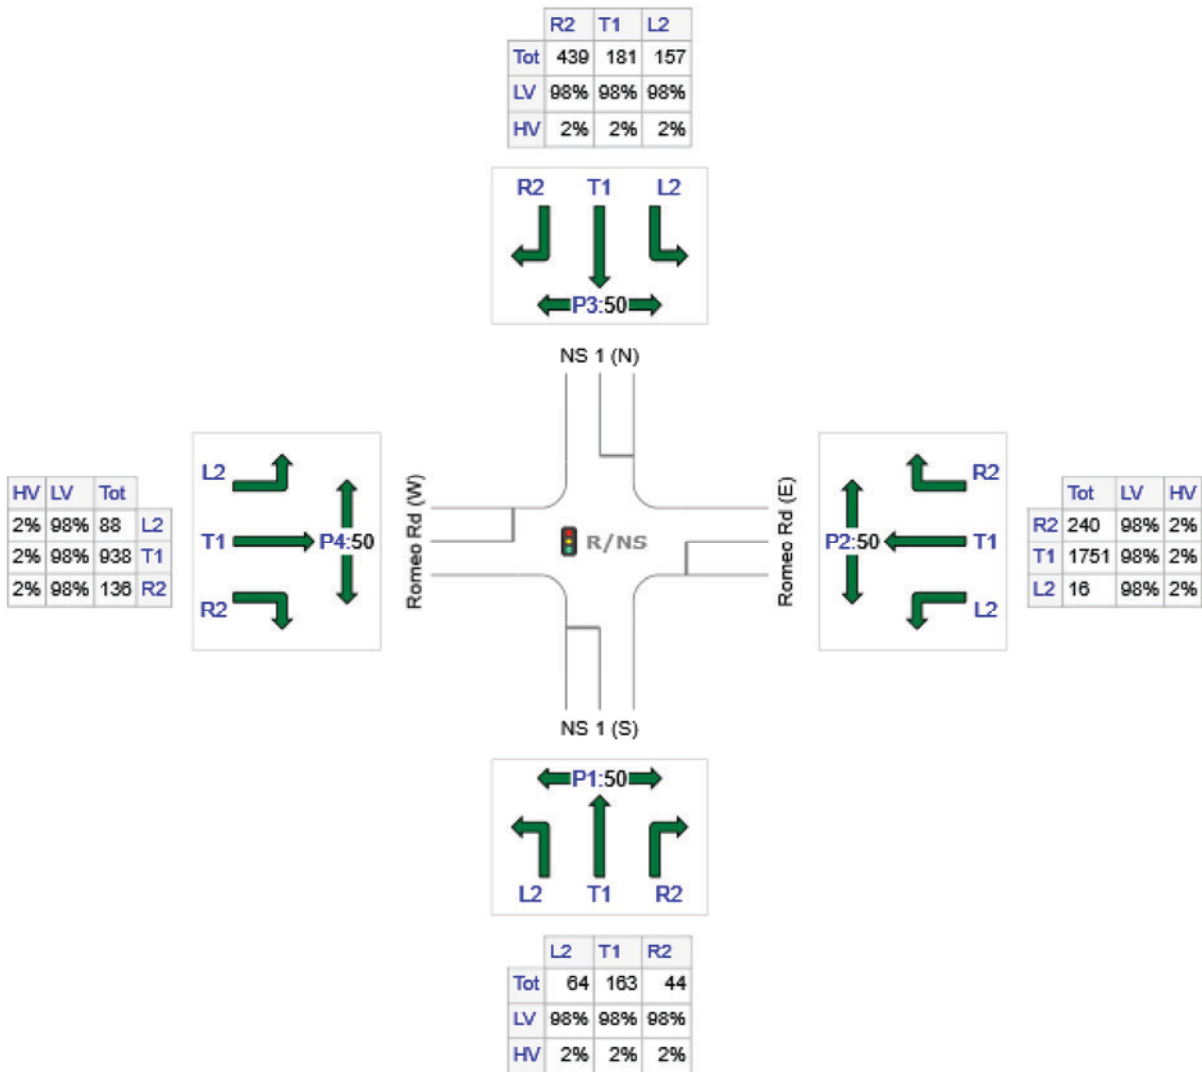 R2 T1 L2
Tot 439 181 157
LV 98% 98% 98%
HV 2% 2% 2%
R2 T1 L2
P3:50
NS 1 (N)
HV LV Tot
2% 98% 88 L2
2% 98% 938 T1
2% 98% 136 R2
L2
T1
P4:50
R2
Romeo Rd (W)
R/NS
Romeo Rd (E)
R2
P2:50
T1
L2
Tot LV HV
R2 240 98% 2%
T1 1751 98% 2%
L2 16 98% 2%
NS 1 (S)
P1:50
L2 T1 R2
L2 T1 R2
Tot 64 163 44
LV 98% 98% 98%
HV 2% 2% 2%